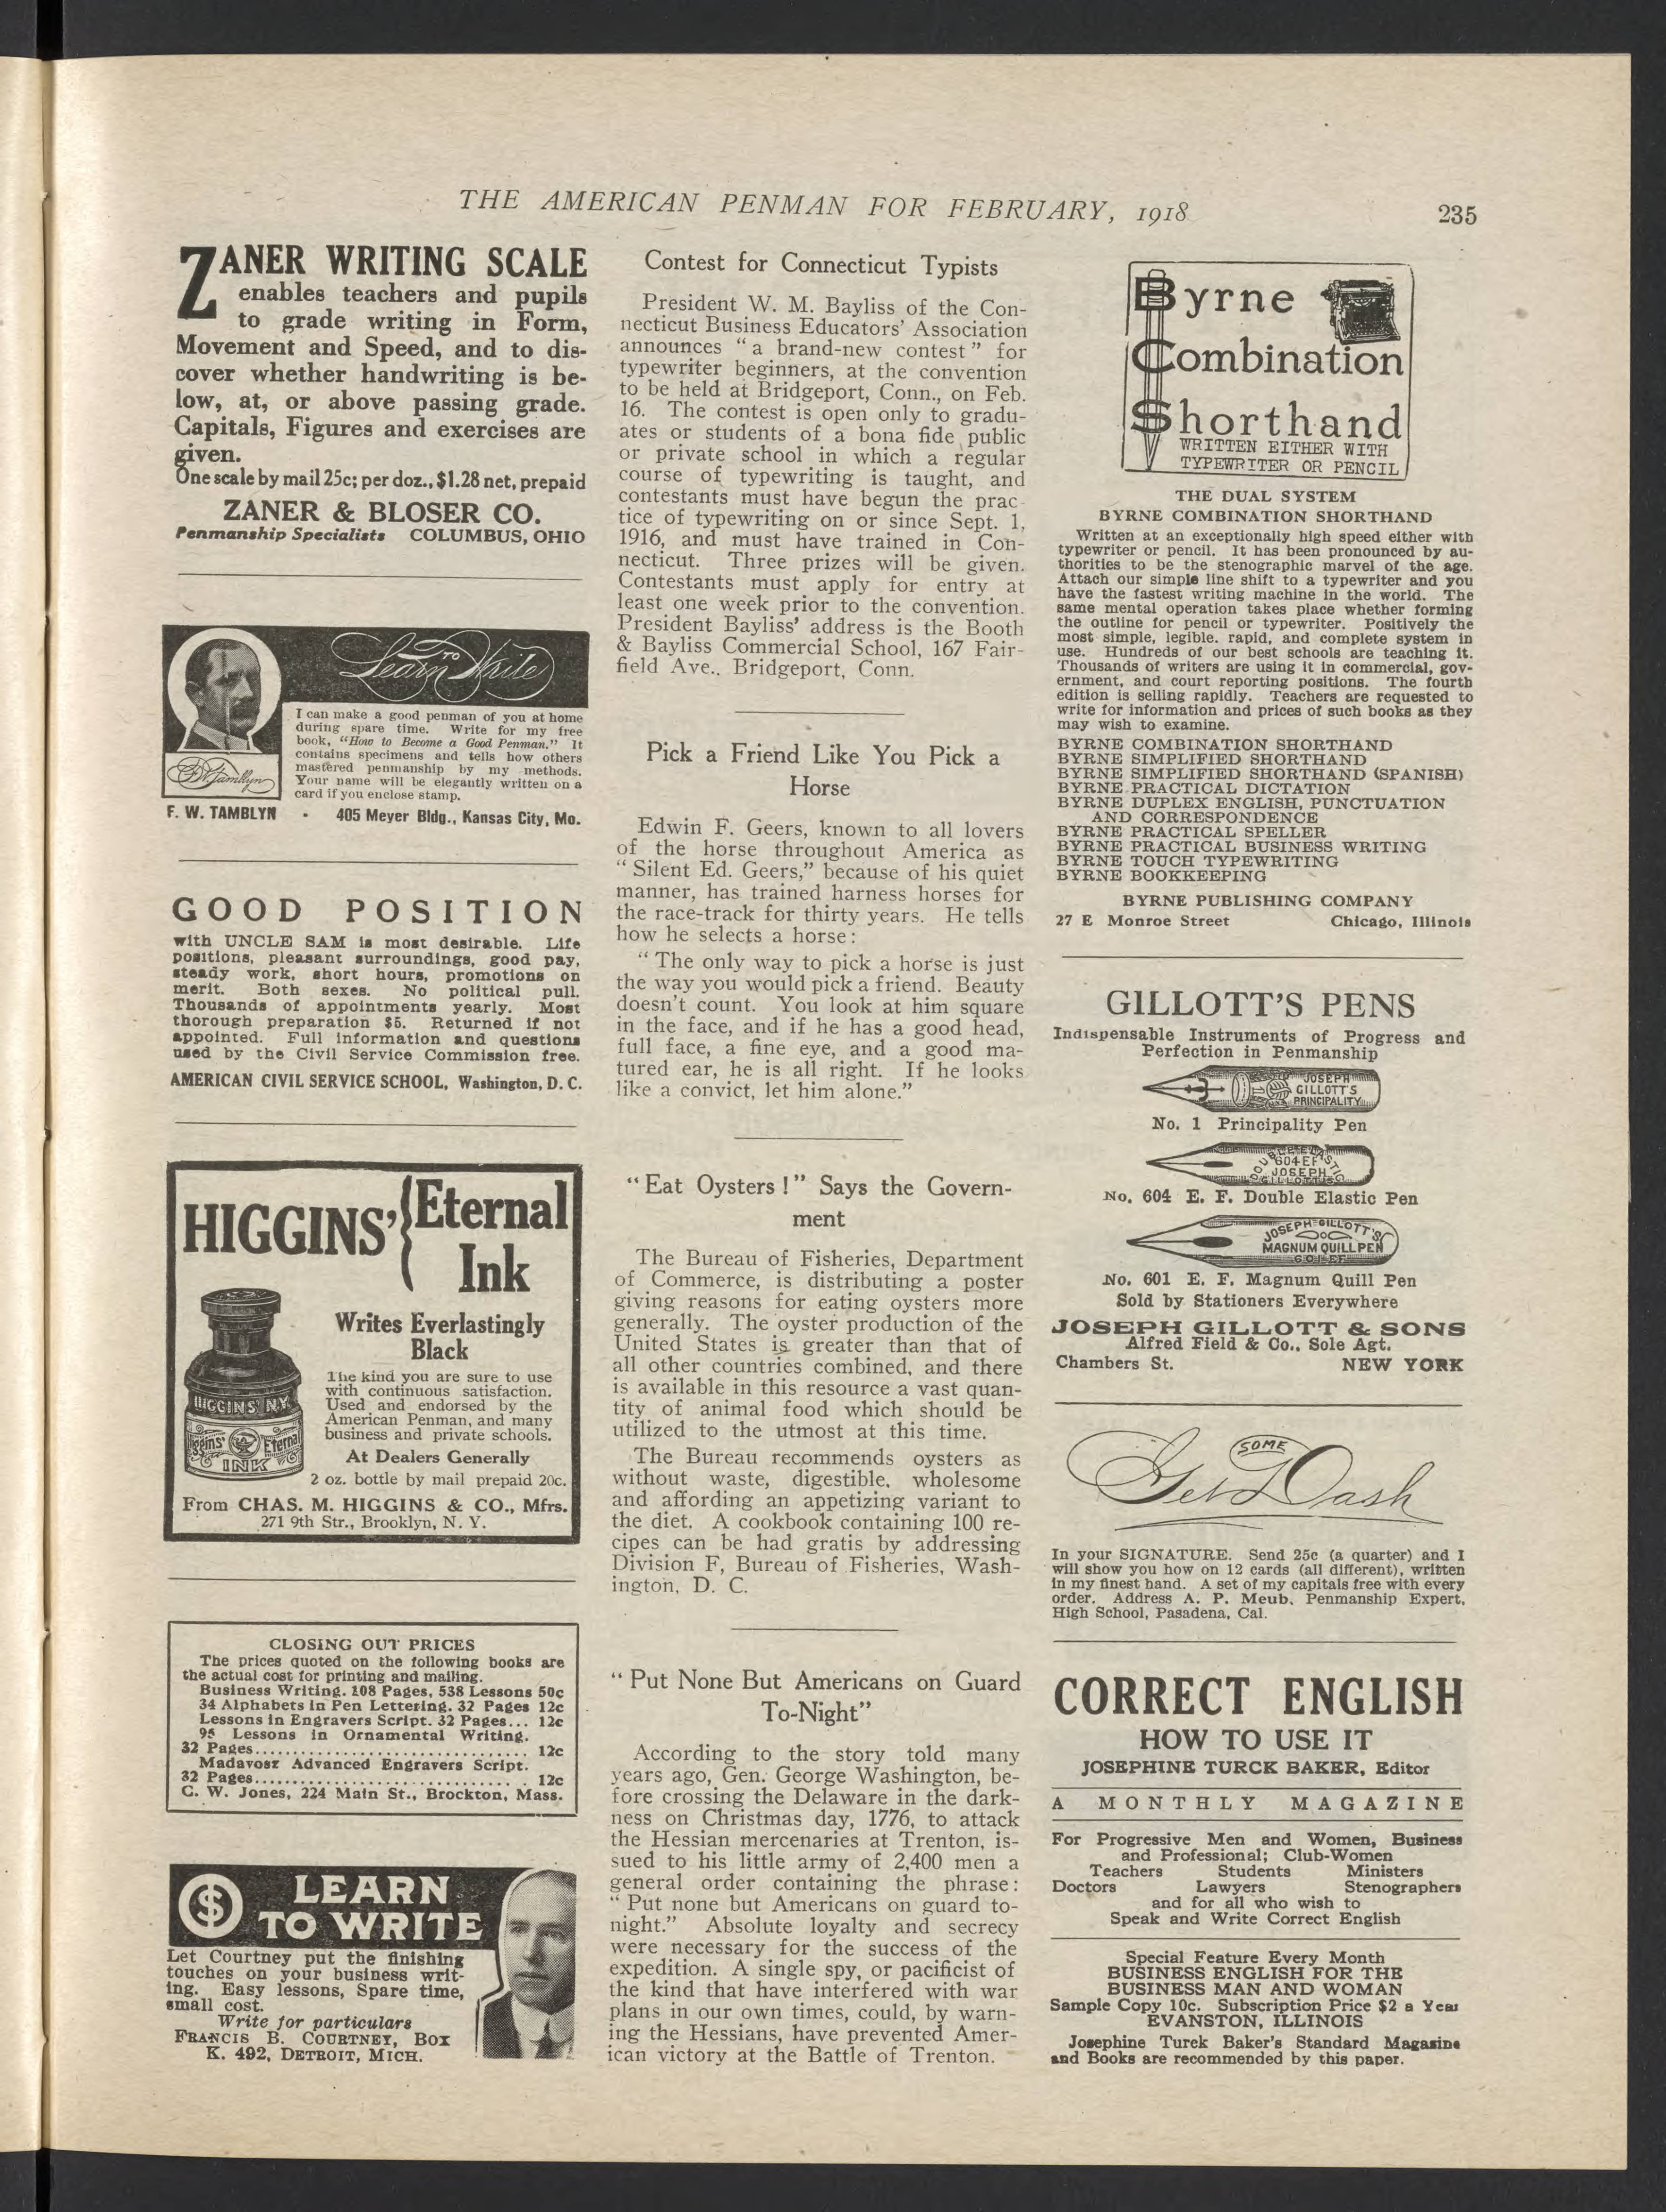 THE AMERICAN PENMAN FOR FEBRUARY, 1918
235
ZANER WRITING SCALE
enables teachers and pupils
to grade writing in Form,
Movement and Speed, and to dis-
cover whether handwriting is be-
low, at, or above passing grade.
Capitals, Figures and exercises are
given.
One scale by mail 25c; per doz., $1.28 net, prepaid
ZANER & BLOSER CO.
Penmanship Specialists COLUMBUS, OHIO
Learn TO Write
I can make a good penman of you at home
during spare time. Write for my free
book, "How to Become a Good Penman." It
contains specimens and tells how others
mastered penmanship by my methods.
Your name will be elegantly written on a
card if you enclose stamp.
F. W. Tamblyn
F. W. TAMBLYN - 405 Meyer Bldg., Kansas City, Mo.
GOOD POSITION
with UNCLE SAM is most desirable. Life
positions, pleasant surroundings, good pay,
steady work, short hours, promotions on
merit. Both sexes. No political pull.
Thousands of appointments yearly. Most
thorough preparation $5. Returned if not
appointed. Full information and questions
used by the Civil Service Commission free.
AMERICAN CIVIL SERVICE SCHOOL, Washington, D. C.
HIGGINS' { Eternal
Ink
Writes Everlastingly
Black
The kind you are sure to use
with continuous satisfaction.
Used and endorsed by the
American Penman, and many
business and private schools.
At Dealers Generally
2 oz. bottle by mail prepaid 20c.
HIGGINS' N.Y.
Higgins' Eternal
INK
From CHAS. M. HIGGINS & CO., Mfrs.
271 9th Str., Brooklyn, N. Y.
CLOSING OUT PRICES
The prices quoted on the following books are
the actual cost for printing and mailing.
Business Writing. 108 Pages, 538 Lessons 50c
34 Alphabets in Pen Lettering. 32 Pages 12c
Lessons in Engravers Script. 32 Pages... 12c
95 Lessons in Ornamental Writing.
32 Pages................................ 12c
Madavosz Advanced Engravers Script.
32 Pages................................ 12c
C. W. Jones, 224 Main St., Brockton, Mass.
$ LEARN
TO WRITE
Let Courtney put the finishing
touches on your business writ-
ing. Easy lessons, Spare time,
small cost.
Write for particulars
FRANCIS B. COURTNEY, BOX
K. 492, DETROIT, MICH.
Contest for Connecticut Typists
President W. M. Bayliss of the Con-
necticut Business Educators' Association
announces "a brand-new contest" for
typewriter beginners, at the convention
to be held at Bridgeport, Conn., on Feb.
16. The contest is open only to gradu-
ates or students of a bona fide public
or private school in which a regular
course of typewriting is taught, and
contestants must have begun the prac-
tice of typewriting on or since Sept. 1,
1916, and must have trained in Con-
necticut. Three prizes will be given.
Contestants must apply for entry at
least one week prior to the convention.
President Bayliss' address is the Booth
& Bayliss Commercial School, 167 Fair-
field Ave., Bridgeport, Conn.
Pick a Friend Like You Pick a
Horse
Edwin F. Geers, known to all lovers
of the horse throughout America as
"Silent Ed. Geers," because of his quiet
manner, has trained harness horses for
the race-track for thirty years. He tells
how he selects a horse:
"The only way to pick a horse is just
the way you would pick a friend. Beauty
doesn't count. You look at him square
in the face, and if he has a good head,
full face, a fine eye, and a good ma-
tured ear, he is all right. If he looks
like a convict, let him alone."
"Eat Oysters!" Says the Govern-
ment
The Bureau of Fisheries, Department
of Commerce, is distributing a poster
giving reasons for eating oysters more
generally. The oyster production of the
United States is greater than that of
all other countries combined, and there
is available in this resource a vast quan-
tity of animal food which should be
utilized to the utmost at this time.
The Bureau recommends oysters as
without waste, digestible, wholesome
and affording an appetizing variant to
the diet. A cookbook containing 100 re-
cipes can be had gratis by addressing
Division F, Bureau of Fisheries, Wash-
ington, D. C.
"Put None But Americans on Guard
To-Night"
According to the story told many
years ago, Gen. George Washington, be-
fore crossing the Delaware in the dark-
ness on Christmas day, 1776, to attack
the Hessian mercenaries at Trenton, is-
sued to his little army of 2,400 men a
general order containing the phrase:
"Put none but Americans on guard to-
night." Absolute loyalty and secrecy
were necessary for the success of the
expedition. A single spy, or pacificist of
the kind that have interfered with war
plans in our own times, could, by warn-
ing the Hessians, have prevented Amer-
ican victory at the Battle of Trenton.
Byrne
Combination
Shorthand
WRITTEN EITHER WITH
TYPEWRITER OR PENCIL
THE DUAL SYSTEM
BYRNE COMBINATION SHORTHAND
Written at an exceptionally high speed either with
typewriter or pencil. It has been pronounced by au-
thorities to be the stenographic marvel of the age.
Attach our simple line shift to a typewriter and you
have the fastest writing machine in the world. The
same mental operation takes place whether forming
the outline for pencil or typewriter. Positively the
most simple, legible. rapid, and complete system in
use. Hundreds of our best schools are teaching it.
Thousands of writers are using it in commercial, gov-
ernment, and court reporting positions. The fourth
edition is selling rapidly. Teachers are requested to
write for information and prices of such books as they
may wish to examine.
BYRNE COMBINATION SHORTHAND
BYRNE SIMPLIFIED SHORTHAND
BYRNE SIMPLIFIED SHORTHAND (SPANISH)
BYRNE PRACTICAL DICTATION
BYRNE DUPLEX ENGLISH, PUNCTUATION
AND CORRESPONDENCE
BYRNE PRACTICAL SPELLER
BYRNE PRACTICAL BUSINESS WRITING
BYRNE TOUCH TYPEWRITING
BYRNE BOOKKEEPING
BYRNE PUBLISHING COMPANY
27 E Monroe Street Chicago, Illinois
GILLOTT'S PENS
Indispensable Instruments of Progress and
Perfection in Penmanship
JOSEPH
GILLOTT'S
PRINCIPALITY
No. 1 Principality Pen
DOUBLE ELASTIC
604 EF
JOSEPH
GILLOTT'S
No. 604 E. F. Double Elastic Pen
JOSEPH GILLOTT'S
MAGNUM QUILL PEN
601 EF
No. 601 E. F. Magnum Quill Pen
Sold by Stationers Everywhere
JOSEPH GILLOTT & SONS
Alfred Field & Co., Sole Agt.
Chambers St. NEW YORK
Get SOME Dash
In your SIGNATURE. Send 25c (a quarter) and I
will show you how on 12 cards (all different), written
in my finest hand. A set of my capitals free with every
order. Address A. P. Meub, Penmanship Expert,
High School, Pasadena, Cal.
CORRECT ENGLISH
HOW TO USE IT
JOSEPHINE TURCK BAKER, Editor
A MONTHLY MAGAZINE
For Progressive Men and Women, Business
and Professional; Club-Women
Teachers Students Ministers
Doctors Lawyers Stenographers
and for all who wish to
Speak and Write Correct English
Special Feature Every Month
BUSINESS ENGLISH FOR THE
BUSINESS MAN AND WOMAN
Sample Copy 10c. Subscription Price $2 a Year
EVANSTON, ILLINOIS
Josephine Turck Baker's Standard Magazine
and Books are recommended by this paper.